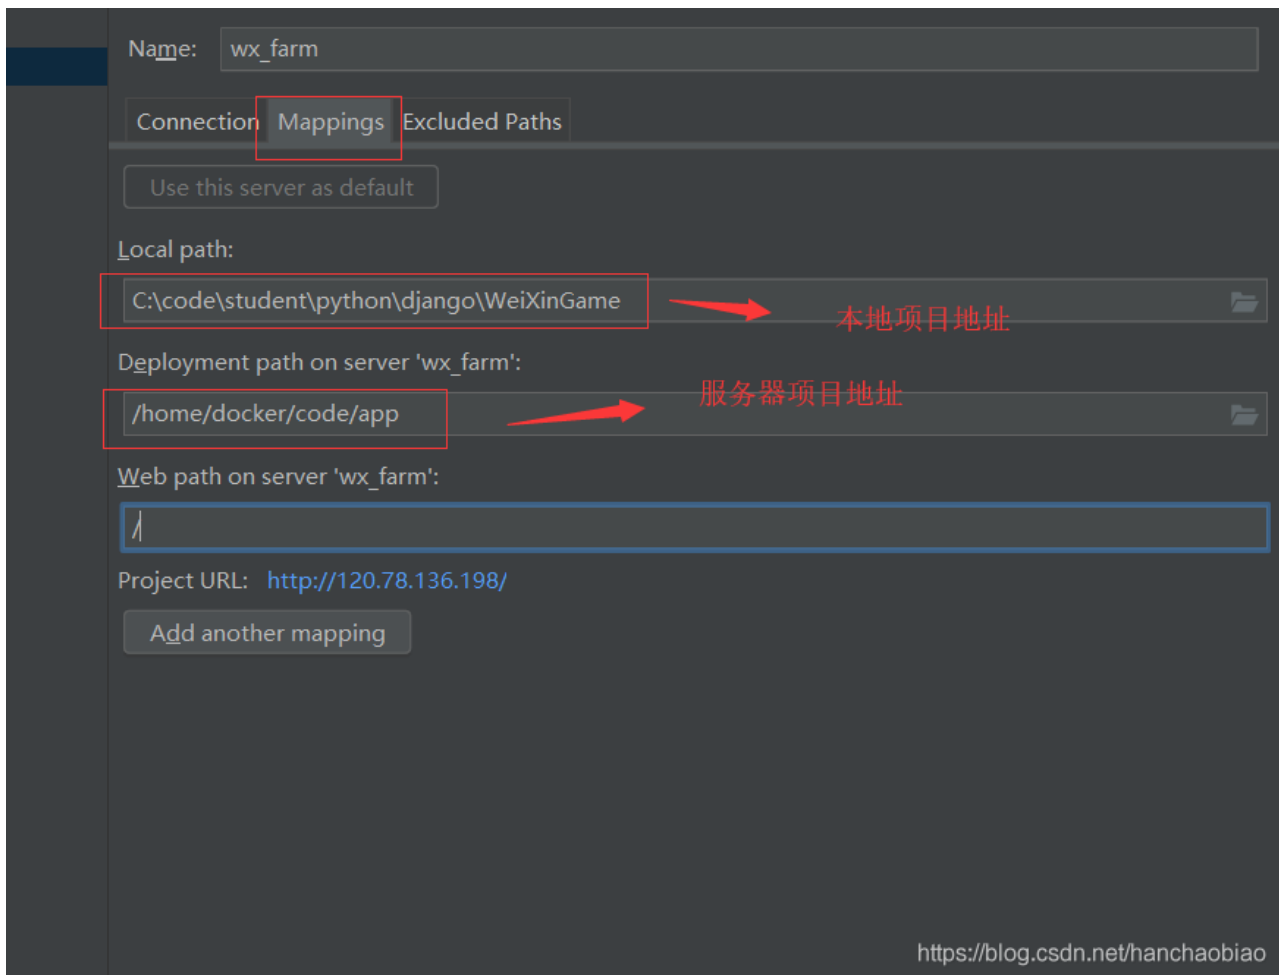 Name: wx_farm
Connection Mappings Excluded Paths
Use this server as default
Local path:
C:\code\student\python\django\WeiXinGame
本地项目地址
Deployment path on server 'wx_farm':
服务器项目地址
/home/docker/code/app
Web path on server 'wx_farm':
/
Project URL: http://120.78.136.198/
Add another mapping
https://blog.csdn.net/hanchaobiao